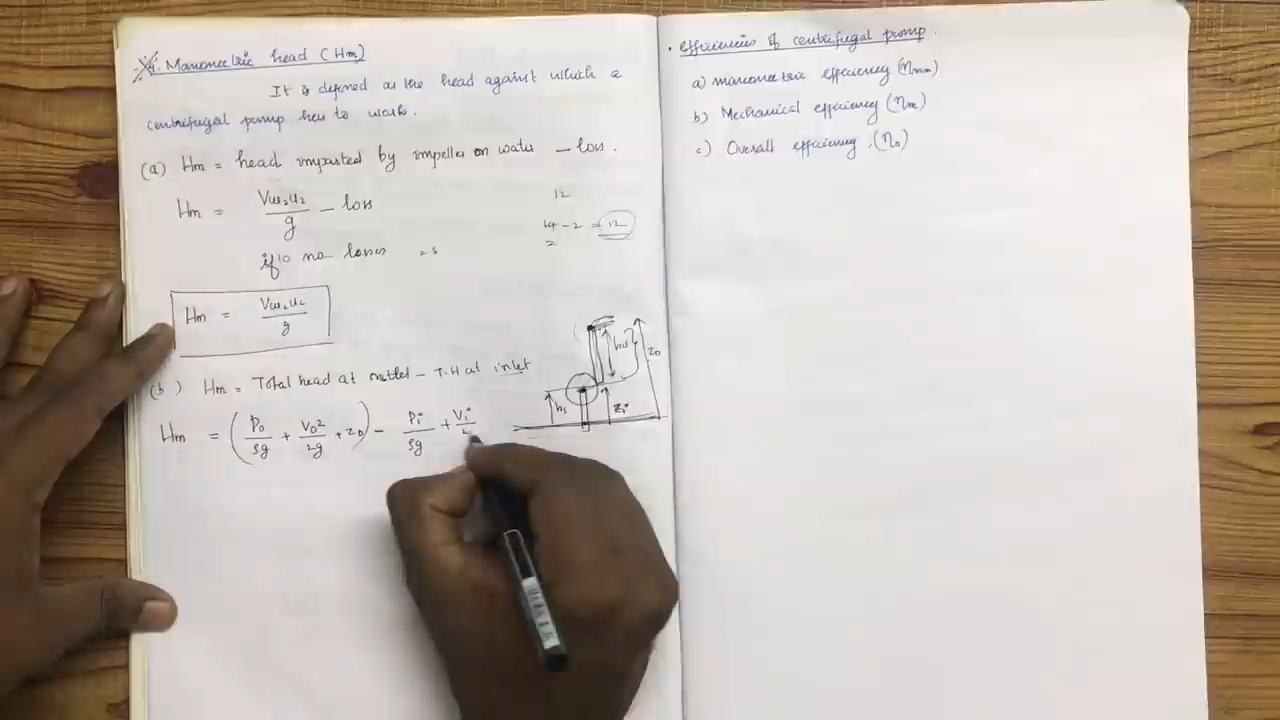 4. Manometric head (Hm)
It is defined as the head against which a
centrifugal pump has to work.
(a) Hm = head imparted by impeller on water - loss.
Hm = Vw₂u₂/g - loss
12
14 - 2 = 12
if no losses
Hm = Vw₂u₂/g
(b) Hm = Total head at outlet - T.H at inlet
Hm = (Po/ρg + Vo²/2g + Zo) - Pi/ρg + Vi²/2
hd
Zo
hs
Zi
. efficiencies of centrifugal pump.
a) manometric efficiency (ηman)
b) Mechanical efficiency (ηm)
c) Overall efficiency, (ηo)